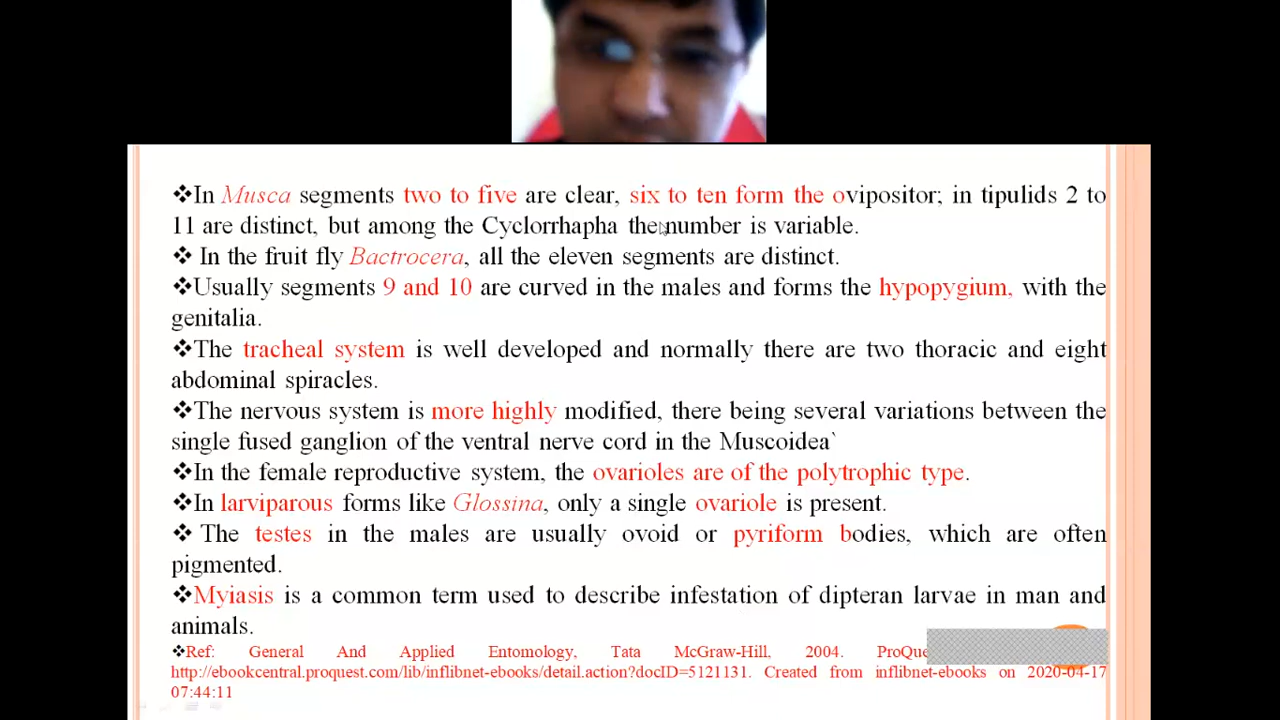 ❖In Musca segments two to five are clear, six to ten form the ovipositor; in tipulids 2 to
11 are distinct, but among the Cyclorrhapha the number is variable.
❖ In the fruit fly Bactrocera, all the eleven segments are distinct.
❖Usually segments 9 and 10 are curved in the males and forms the hypopygium, with the
genitalia.
❖The tracheal system is well developed and normally there are two thoracic and eight
abdominal spiracles.
❖The nervous system is more highly modified, there being several variations between the
single fused ganglion of the ventral nerve cord in the Muscoidea`
❖In the female reproductive system, the ovarioles are of the polytrophic type.
❖In larviparous forms like Glossina, only a single ovariole is present.
❖ The testes in the males are usually ovoid or pyriform bodies, which are often
pigmented.
❖Myiasis is a common term used to describe infestation of dipteran larvae in man and
animals.
❖Ref: General And Applied Entomology, Tata McGraw-Hill, 2004.
http://ebookcentral.proquest.com/lib/inflibnet-ebooks/detail.action?docID=5121131. Created from inflibnet-ebooks on 2020-04-17
07:44:11